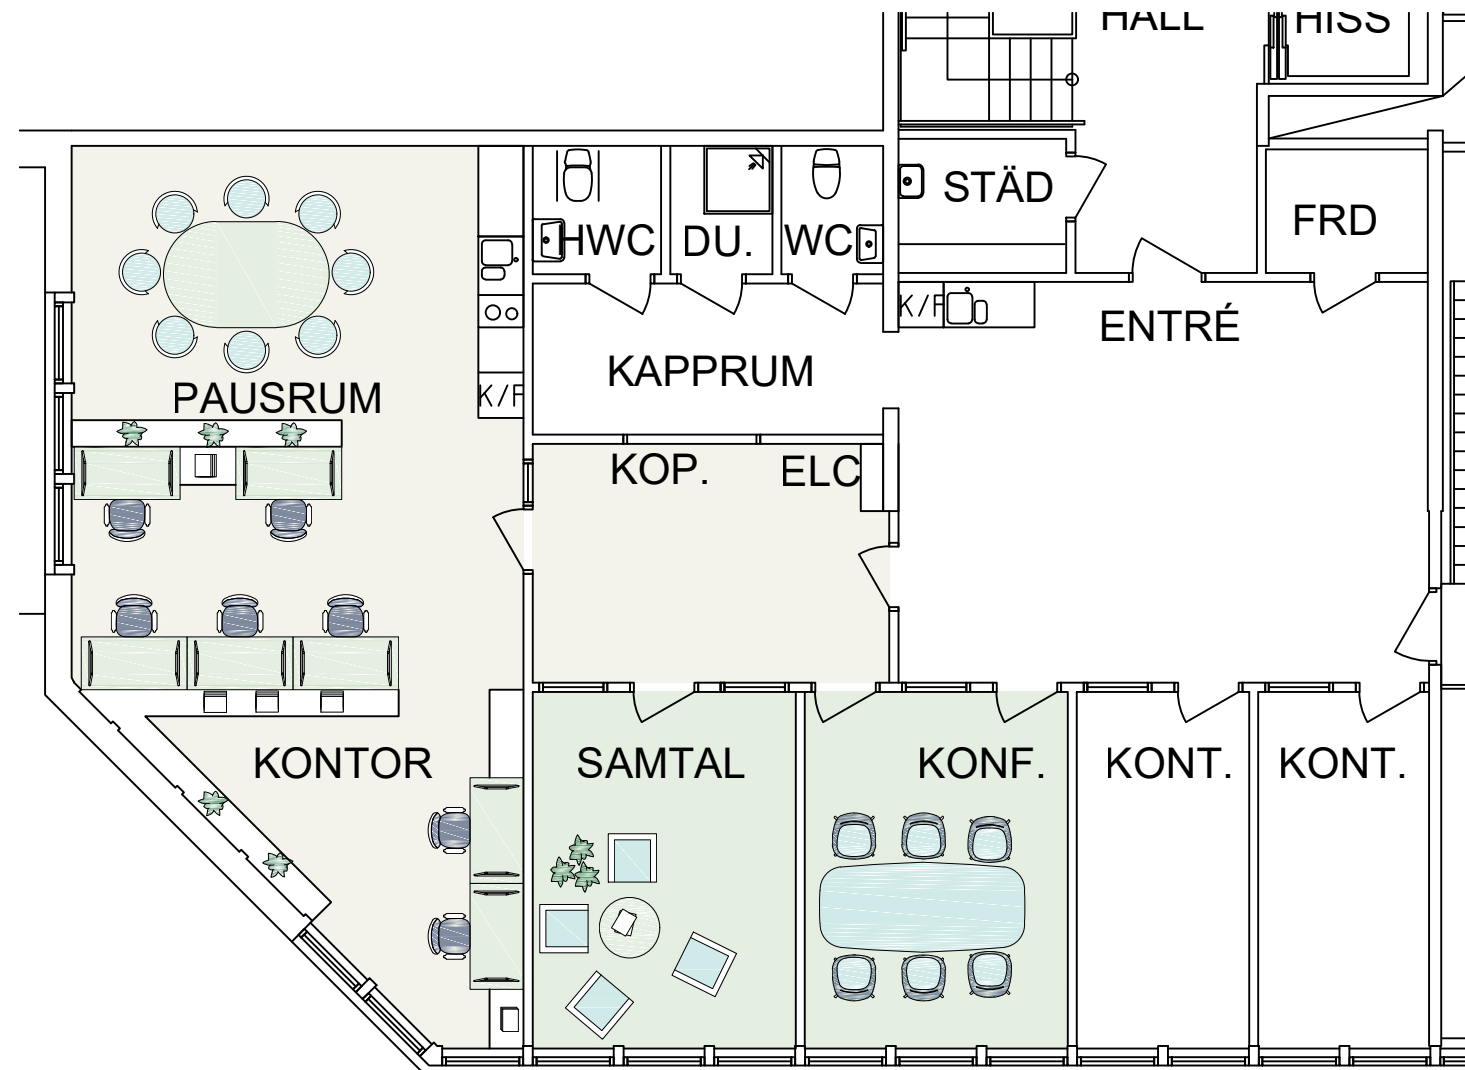 HALL
HISS
STÄD
FRD
HWC
DU.
WC
K/F
ENTRÉ
KAPPRUM
PAUSRUM
K/F
KOP.
ELC
KONTOR
SAMTAL
KONF.
KONT.
KONT.